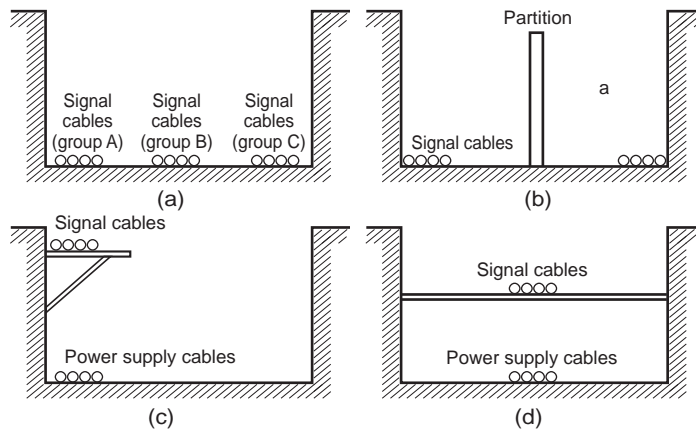 Signal
cables
(group A)
Signal
cables
(group B)
Signal
cables
(group C)
(a)
Partition
a
Signal cables
(b)
Signal cables
Power supply cables
(c)
Signal cables
Power supply cables
(d)